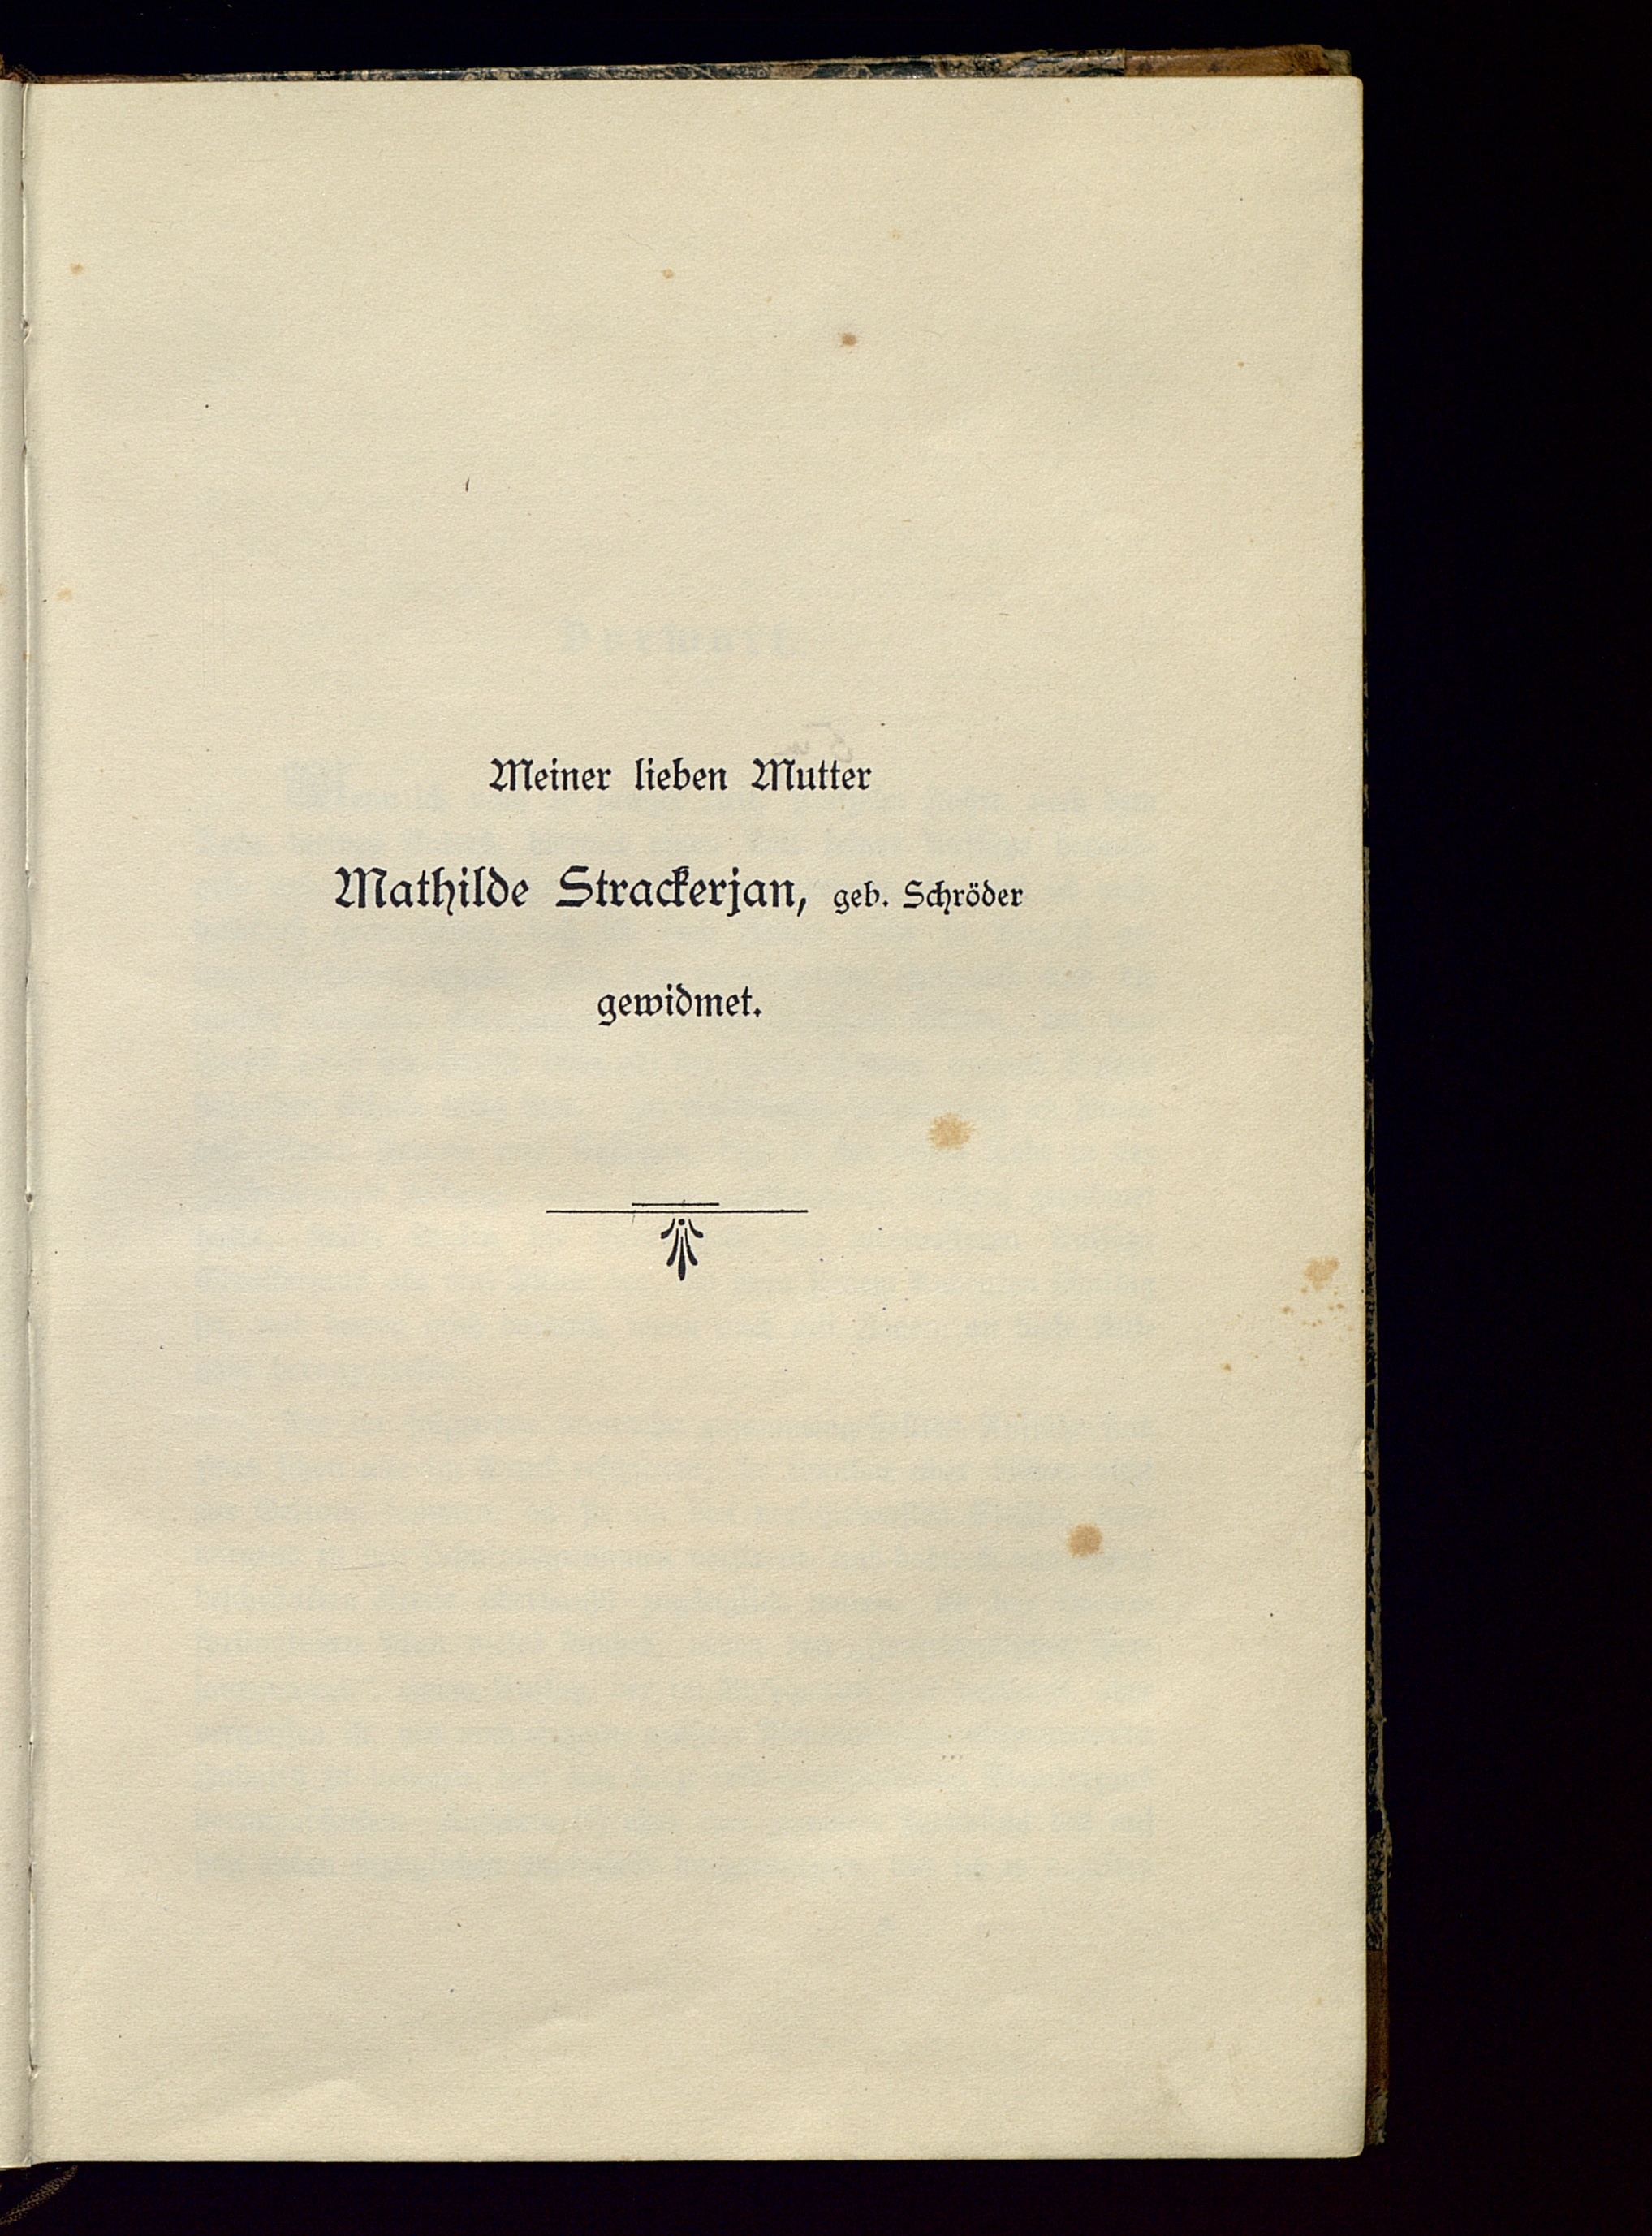 Meiner lieben Mutter
Mathilde Strackerjan, geb. Schröder
gewidmet.